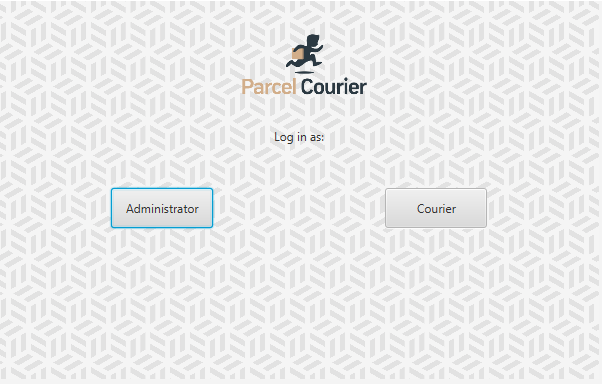 Parcel Courier
Log in as:
Administrator
Courier